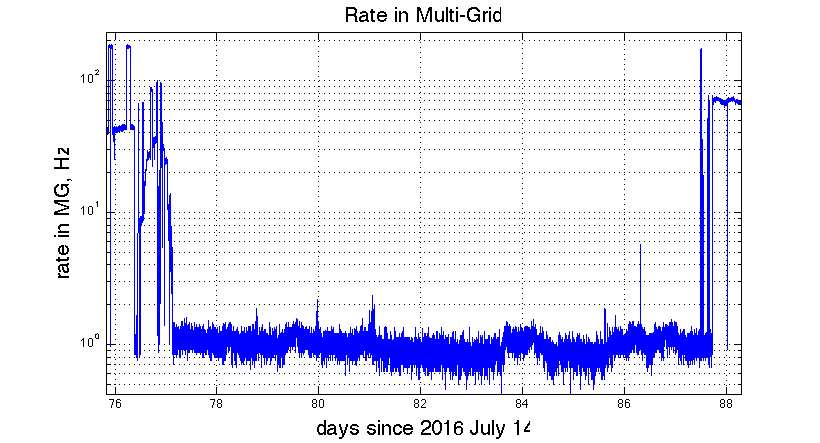 Rate in Multi-Grid
rate in MG, Hz
10²
10¹
10⁰
76 78 80 82 84 86 88
days since 2016 July 14